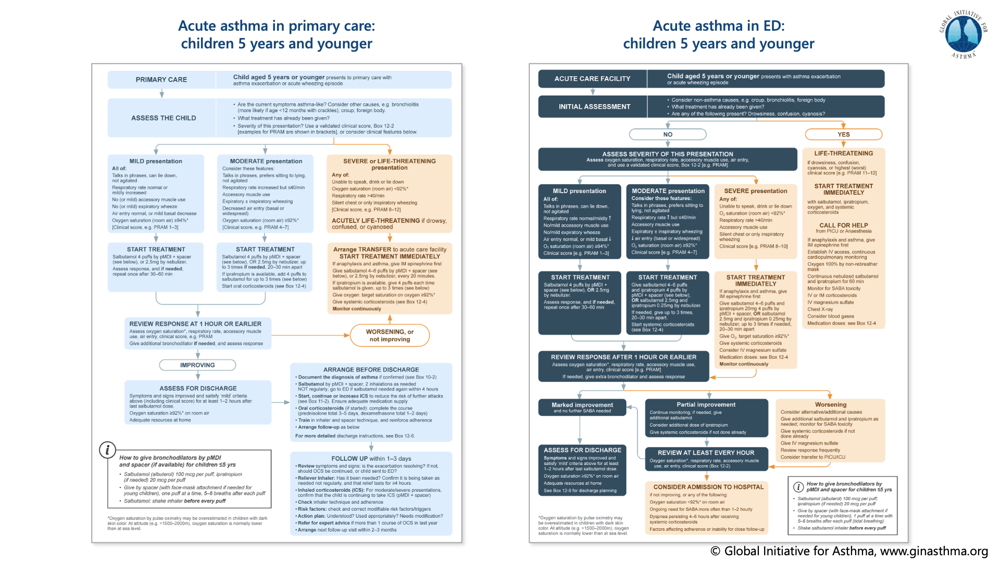 Acute asthma in primary care:
children 5 years and younger
PRIMARY CARE
Child aged 5 years or younger presents to primary care with
asthma exacerbation or acute wheezing episode
ASSESS THE CHILD
• Are the current symptoms asthma-like? Consider other causes, e.g. bronchiolitis
(more likely if age <12 months with crackles); croup; foreign body.
• What treatment has already been given?
• Severity of this presentation? Use a validated clinical score, Box 12-2
[examples for PRAM are shown in brackets], or consider clinical features below.
MILD presentation
All of:
Talks in phrases, can lie down,
not agitated
Respiratory rate normal or
mildly increased
No (or mild) accessory muscle use
No (or mild) expiratory wheeze
Air entry normal, or mild basal decrease
Oxygen saturation (room air) ≥94%*
[Clinical score, e.g. PRAM 1–3]
MODERATE presentation
Consider these features:
Talks in phrases, prefers sitting to lying,
not agitated
Respiratory rate increased but ≤40/min
Accessory muscle use
Expiratory ± inspiratory wheezing
Decreased air entry (basal or
widespread)
Oxygen saturation (room air) ≥92%*
[Clinical score, e.g. PRAM 4–7]
SEVERE or LIFE-THREATENING
presentation
Any of:
Unable to speak, drink or lie down
Oxygen saturation (room air) <92%*
Respiratory rate >40/min
Silent chest or only inspiratory wheezing
[Clinical score, e.g. PRAM 8–12]
ACUTELY LIFE-THREATENING if drowsy,
confused, or cyanosed
START TREATMENT
Salbutamol 4 puffs by pMDI + spacer
(see below), or 2.5mg by nebulizer.
Assess response, and if needed,
repeat once after 30–60 min
START TREATMENT
Salbutamol 4 puffs by pMDI + spacer
(see below), OR 2.5mg by nebulizer, up
to 3 times if needed, 20–30 min apart
If ipratropium is available, add 4 puffs to
salbutamol for up to 3 times (see below)
Start oral corticosteroids (see Box 12-4)
Arrange TRANSFER to acute care facility
START TREATMENT IMMEDIATELY
If anaphylaxis and asthma, give IM epinephrine first
Give salbutamol 4–6 puffs by pMDI + spacer (see
below), or 2.5mg by nebulizer, every 20 minutes.
If ipratropium is available, give 4 puffs each time
salbutamol is given, up to 3 times (see below)
Give oxygen: target saturation on oxygen ≥92%*
Give systemic corticosteroids (see Box 12-4)
Monitor continuously
REVIEW RESPONSE AT 1 HOUR OR EARLIER
Assess oxygen saturation*, respiratory rate, accessory muscle
use, air entry, clinical score, e.g. PRAM
Give additional bronchodilator if needed, and assess response
WORSENING, or
not improving
IMPROVING
ASSESS FOR DISCHARGE
Symptoms and signs improved and satisfy 'mild' criteria
above (including clinical score) for at least 1–2 hours after
last salbutamol dose.
Oxygen saturation ≥92%* on room air
Adequate resources at home
ARRANGE BEFORE DISCHARGE
• Document the diagnosis of asthma if confirmed (see Box 10-2)
• Salbutamol by pMDI + spacer, 2 inhalations as needed
NOT regularly; go to ED if salbutamol needed again within 4 hours
• Start, continue or increase ICS to reduce the risk of further attacks
(see Box 11-2). Ensure adequate medication supply
• Oral corticosteroids (if started): complete the course
(prednisolone total 3–5 days, dexamethasone total 1–2 days)
• Train in inhaler and spacer technique, and reinforce adherence
• Arrange follow-up as below
For more detailed discharge instructions, see Box 12-6.
FOLLOW UP within 1–3 days
• Review symptoms and signs: is the exacerbation resolving? If not,
should OCS be continued, or child sent to ED?
• Reliever inhaler: Has it been needed? Confirm it is being taken as
needed not regularly, and that relief lasts for ≥4 hours.
• Inhaled corticosteroids (ICS): For moderate/severe presentations,
confirm that the child is continuing to take ICS (pMDI + spacer)
• Check inhaler technique and adherence
• Risk factors: check and correct modifiable risk factors/triggers
• Action plan: Understood? Used appropriately? Needs modification?
• Refer for expert advice if more than 1 course of OCS in last year
• Arrange next follow-up visit within 2–3 months
i
How to give bronchodilators by pMDI
and spacer (if available) for children ≤5 yrs
• Salbutamol (albuterol) 100 mcg per puff; ipratropium
(if needed) 20 mcg per puff
• Give by spacer (with face-mask attachment if needed for
young children), one puff at a time, 5–6 breaths after each puff
• Salbutamol: shake inhaler before every puff
*Oxygen saturation by pulse oximetry may be overestimated in children with dark
skin color. At altitude (e.g. >1500–2000m), oxygen saturation is normally lower
than at sea level.
Acute asthma in ED:
children 5 years and younger
ACUTE CARE FACILITY
Child aged 5 years or younger presents with asthma exacerbation
or acute wheezing episode
INITIAL ASSESSMENT
• Consider non-asthma causes, e.g. croup, bronchiolitis, foreign body
• What treatment has already been given?
• Are any of the following present? Drowsiness, confusion, cyanosis?
NO
YES
ASSESS SEVERITY OF THIS PRESENTATION
Assess oxygen saturation, respiratory rate, accessory muscle use, air entry,
and use a validated clinical score, Box 12-2 [e.g. PRAM]
LIFE-THREATENING
if drowsiness, confusion,
cyanosis, or highest (worst)
clinical score [e.g. PRAM 11–12]
START TREATMENT
IMMEDIATELY
with salbutamol, ipratropium,
oxygen, and systemic
corticosteroids
CALL FOR HELP
from PICU or Anaesthesia
If anaphylaxis and asthma, give
IM epinephrine first
Establish IV access, continuous
cardiopulmonary monitoring
Oxygen 100% by non-rebreather
mask
Continuous nebulized salbutamol
and ipratropium for 60 min
Monitor for SABA toxicity
IV or IM corticosteroids
IV magnesium sulfate
Chest X-ray
Consider blood gases
Medication doses: see Box 12-4
MILD presentation
All of:
Talks in phrases, can lie down,
not agitated
Respiratory rate normal/mildly ↑
No/mild accessory muscle use
No/mild expiratory wheeze
Air entry normal, or mild basal ↓
O₂ saturation (room air) ≥94%*
Clinical score [e.g. PRAM 1–3]
MODERATE presentation
Consider these features:
Talks in phrases, prefers sitting to
lying, not agitated
Respiratory rate ↑ but ≤40/min
Accessory muscle use
Expiratory ± inspiratory wheezing
↓ air entry (basal or widespread)
O₂ saturation (room air) ≥92%*
Clinical score [e.g. PRAM 4–7]
SEVERE presentation
Any of:
Unable to speak, drink or lie down
O₂ saturation (room air) <92%*
Respiratory rate >40/min
Accessory muscle use
Silent chest or only inspiratory
wheezing
Clinical score [e.g. PRAM 8–10]
START TREATMENT
Salbutamol 4 puffs by pMDI +
spacer (see below), OR 2.5mg
by nebulizer.
Assess response, and if needed,
repeat once after 30–60 min
START TREATMENT
Give salbutamol 4–6 puffs
and ipratropium 4 puffs by
pMDI + spacer (see below),
OR salbutamol 2.5mg and
ipratropium 0.25mg by nebulizer.
If needed, give up to 3 times,
20–30 min apart.
Start systemic corticosteroids
(see Box 12-4)
START TREATMENT
IMMEDIATELY
If anaphylaxis and asthma, give
IM epinephrine first
Give salbutamol 4–6 puffs and
ipratropium 20mg 4 puffs by
pMDI + spacer, OR salbutamol
2.5mg and ipratropium 0.25mg by
nebulizer, up to 3 times if needed,
20–30 min apart
Give O₂, target saturation ≥92%*
Give systemic corticosteroids
Consider IV magnesium sulfate
Medication doses: see Box 12-4
Monitor continuously
REVIEW RESPONSE AFTER 1 HOUR OR EARLIER
Assess oxygen saturation*, respiratory rate, accessory muscle use,
air entry, clinical score [e.g. PRAM]
If needed, give extra bronchodilator and assess response
Marked improvement
and no further SABA needed
Partial improvement
Continue monitoring; if needed, give
additional salbutamol
Consider additional dose of ipratropium
Give systemic corticosteroids if not done already
Worsening
Consider alternative/additional causes
Give additional salbutamol and ipratropium as
needed; monitor for SABA toxicity
Give systemic corticosteroids if not
done already
Give IV magnesium sulfate
Review response frequently
Consider transfer to PICU/ICU
ASSESS FOR DISCHARGE
Symptoms and signs improved and
satisfy 'mild' criteria above for at least
1–2 hours after last salbutamol dose.
Oxygen saturation ≥92%* on room air
Adequate resources at home
See Box 12-8 for discharge planning
REVIEW AT LEAST EVERY HOUR
Oxygen saturation*, respiratory rate, accessory muscle
use, air entry, clinical score (Box 12-2)
CONSIDER ADMISSION TO HOSPITAL
if not improving, or any of the following:
Oxygen saturation <92%* on room air
Ongoing need for SABA more often than 1–2 hourly
Dyspnea persisting 4–6 hours after receiving
systemic corticosteroids
Factors affecting adherence or inability for close follow-up
i
How to give bronchodilators by
pMDI and spacer for children ≤5 yrs
• Salbutamol (albuterol) 100 mcg per puff;
ipratropium (if needed) 20 mcg per puff
• Give by spacer (with face-mask attachment if
needed for young children), 1 puff at a time with
5–6 breaths after each puff (tidal breathing)
• Shake salbutamol inhaler before every puff
*Oxygen saturation by pulse oximetry may
be overestimated in children with dark skin
color. At altitude (e.g. >1500–2000m), oxygen
saturation is normally lower than at sea level.
GLOBAL INITIATIVE FOR
ASTHMA
© Global Initiative for Asthma, www.ginasthma.org